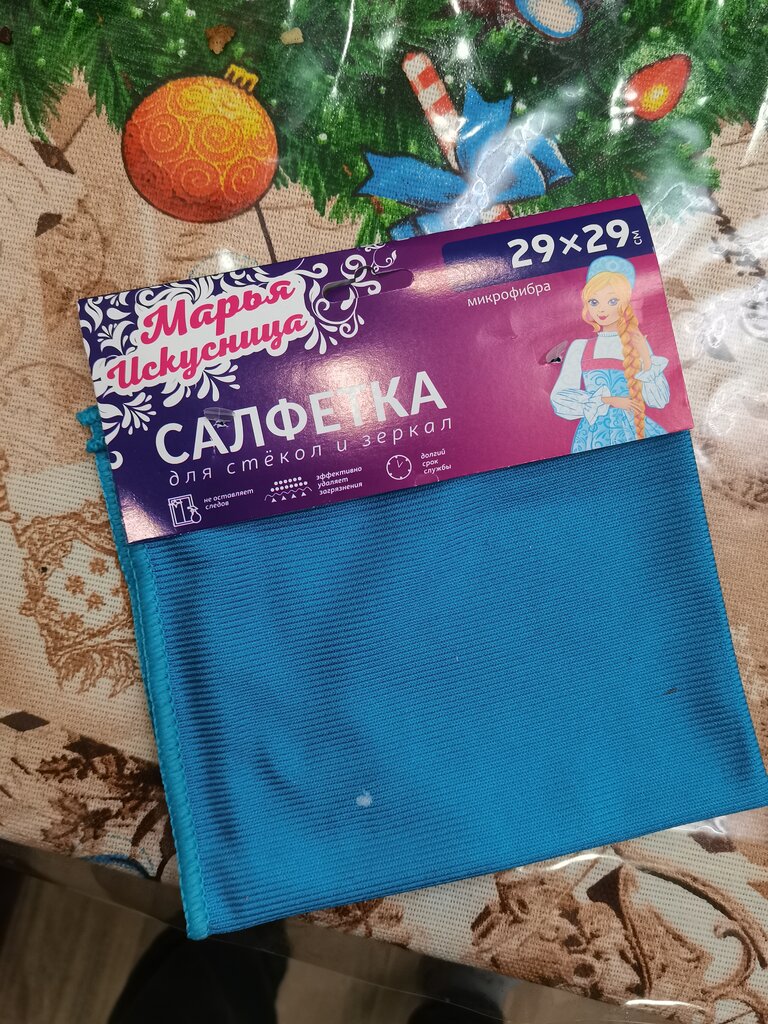 29×29 см
микрофибра
Марья
Искусница
САЛФЕТКА
для стёкол и зеркал
не оставляет
следов
эффективно
удаляет
загрязнения
долгий
срок
службы